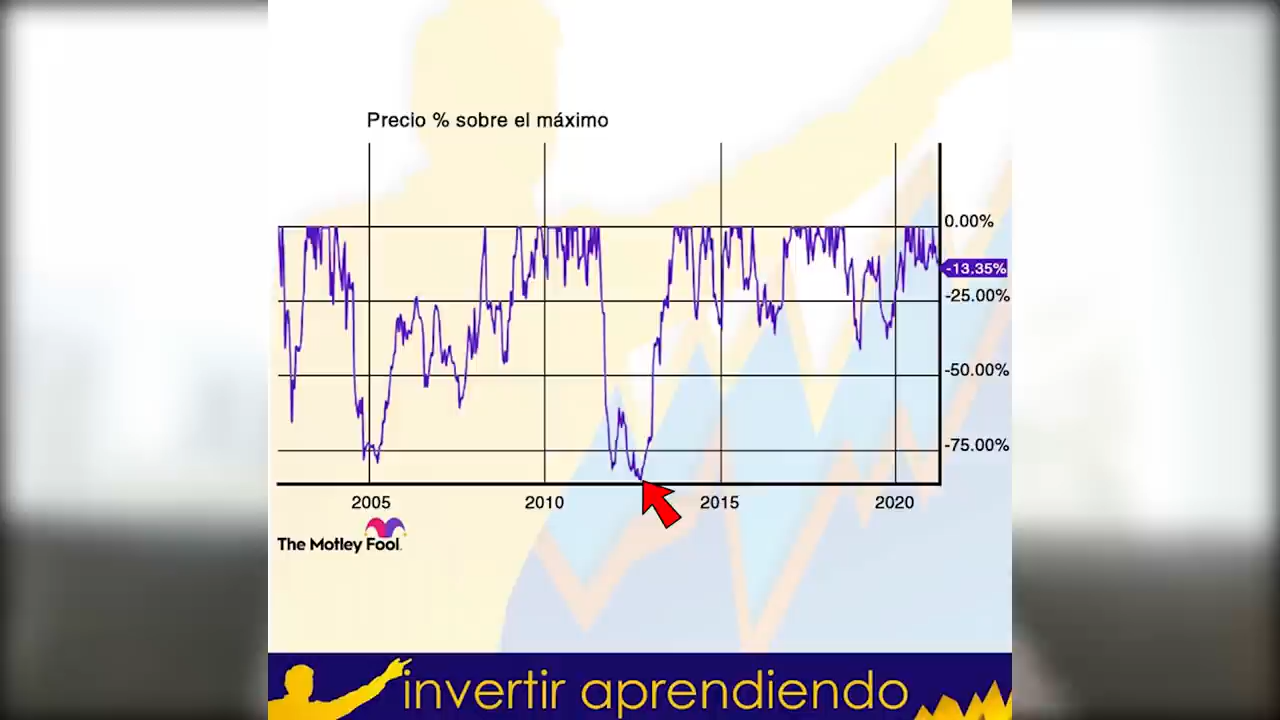 Precio % sobre el máximo
0.00%
-13.35%
-25.00%
-50.00%
-75.00%
2005 2010 2015 2020
The Motley Fool.
invertir aprendiendo